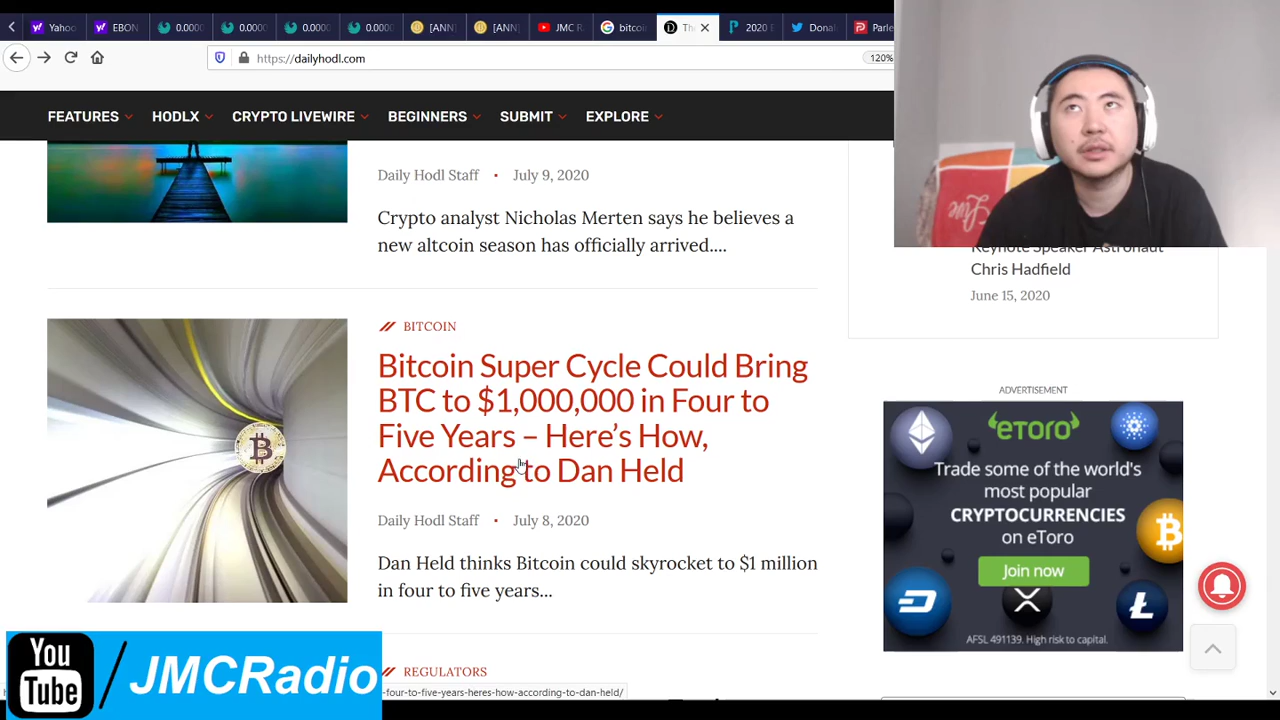 Yahoo
EBON
0.0000
0.0000
0.0000
0.0000
[ANN]
[ANN]
JMC R
bitcoi
Th
2020 E
Donal
Parle
https://dailyhodl.com
120%
FEATURES
HODLX
CRYPTO LIVEWIRE
BEGINNERS
SUBMIT
EXPLORE
Daily Hodl Staff • July 9, 2020
Crypto analyst Nicholas Merten says he believes a
new altcoin season has officially arrived....
BITCOIN
Bitcoin Super Cycle Could Bring
BTC to $1,000,000 in Four to
Five Years – Here's How,
According to Dan Held
Daily Hodl Staff • July 8, 2020
Dan Held thinks Bitcoin could skyrocket to $1 million
in four to five years...
REGULATORS
-four-to-five-years-heres-how-according-to-dan-held/
Live
Keynote Speaker Astronaut
Chris Hadfield
June 15, 2020
ADVERTISEMENT
eToro
Trade some of the world's
most popular
CRYPTOCURRENCIES
on eToro
Join now
AFSL 491139. High risk to capital.
You
Tube
/ JMCRadio